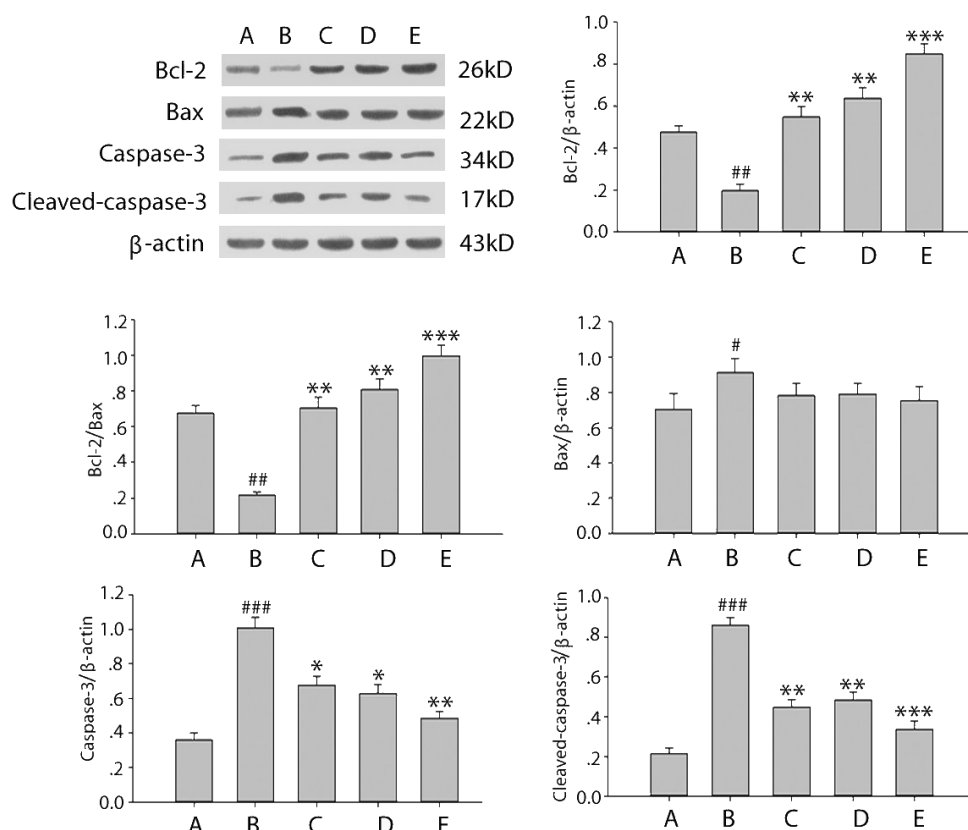 A B C D E
Bcl-2 26kD
Bax 22kD
Caspase-3 34kD
Cleaved-caspase-3 17kD
β-actin 43kD
Bcl-2/β-actin
1.0
.8
.6
.4
.2
0.0
## ** ** ***
A B C D E
Bcl-2/Bax
1.2
1.0
.8
.6
.4
.2
0.0
## ** ** ***
A B C D E
Bax/β-actin
1.2
1.0
.8
.6
.4
.2
0.0
#
A B C D E
Caspase-3/β-actin
1.2
1.0
.8
.6
.4
.2
0.0
### * * **
A B C D E
Cleaved-caspase-3/β-actin
1.0
.8
.6
.4
.2
0.0
### ** ** ***
A B C D E